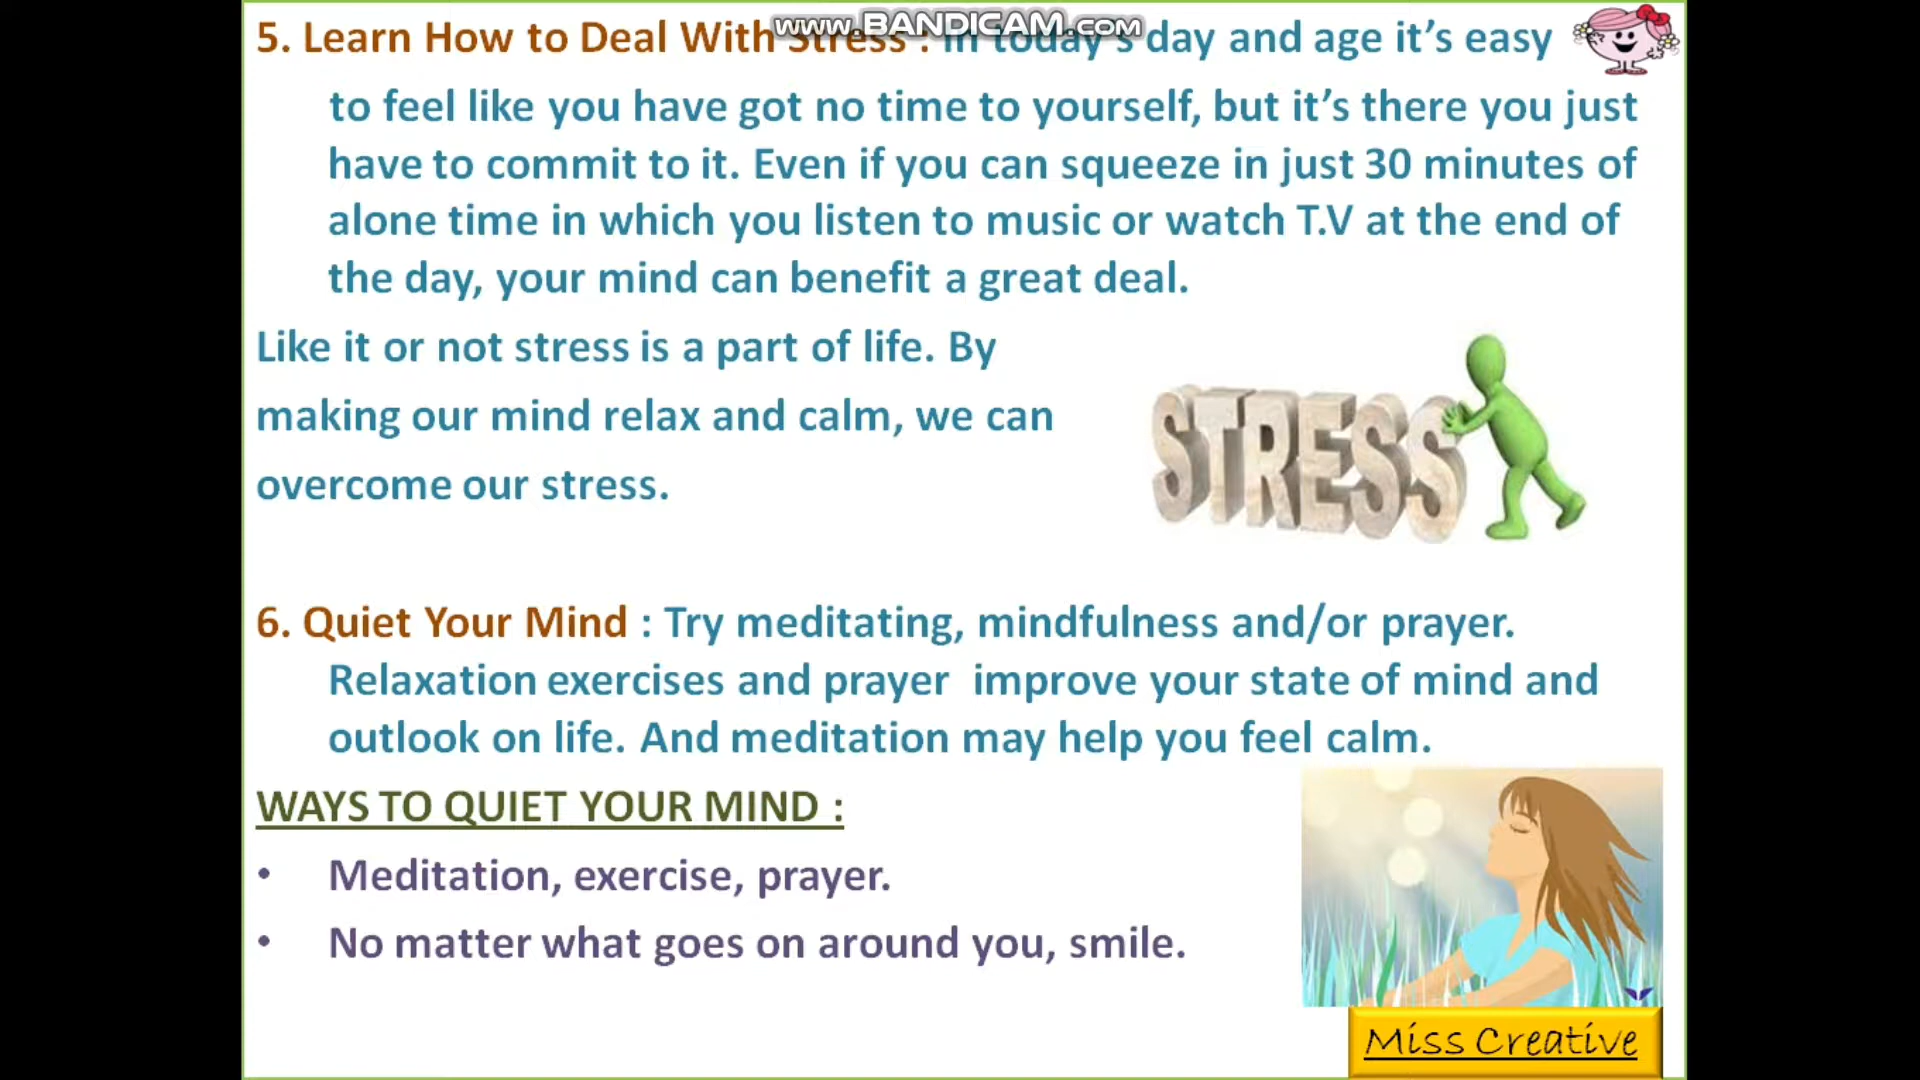 www.BANDICAM.com
5. Learn How to Deal With Stress : In today's day and age it's easy
to feel like you have got no time to yourself, but it's there you just
have to commit to it. Even if you can squeeze in just 30 minutes of
alone time in which you listen to music or watch T.V at the end of
the day, your mind can benefit a great deal.
Like it or not stress is a part of life. By
making our mind relax and calm, we can
overcome our stress.
STRESS
6. Quiet Your Mind : Try meditating, mindfulness and/or prayer.
Relaxation exercises and prayer improve your state of mind and
outlook on life. And meditation may help you feel calm.
WAYS TO QUIET YOUR MIND :
• Meditation, exercise, prayer.
• No matter what goes on around you, smile.
Miss Creative